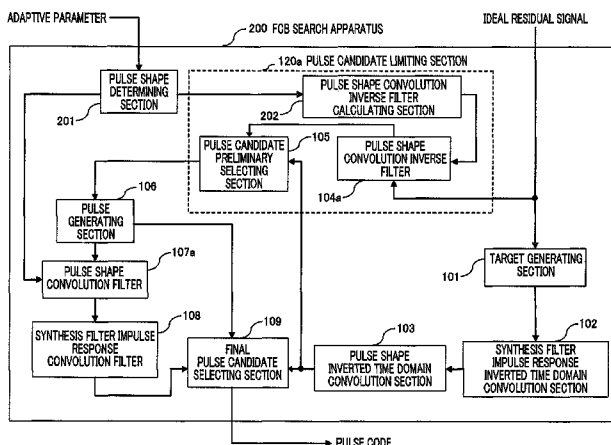 ADAPTIVE PARAMETER
200 FCB SEARCH APPARATUS
IDEAL RESIDUAL SIGNAL
120a PULSE CANDIDATE LIMITING SECTION
PULSE SHAPE
DETERMINING
SECTION
201
PULSE SHAPE CONVOLUTION
INVERSE FILTER
CALCULATING SECTION
202
105
PULSE CANDIDATE
PRELIMINARY
SELECTING
SECTION
PULSE SHAPE
CONVOLUTION INVERSE
FILTER
104a
106
PULSE
GENERATING
SECTION
107a
PULSE SHAPE
CONVOLUTION FILTER
101
TARGET GENERATING
SECTION
108
SYNTHESIS FILTER IMPULSE
RESPONSE
CONVOLUTION FILTER
109
FINAL
PULSE CANDIDATE
SELECTING SECTION
103
PULSE SHAPE
INVERTED TIME DOMAIN
CONVOLUTION SECTION
102
SYNTHESIS FILTER
IMPULSE RESPONSE
INVERTED TIME DOMAIN
CONVOLUTION SECTION
PULSE CODE